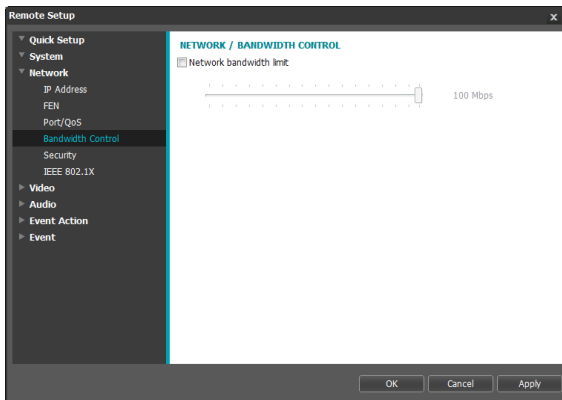 Remote Setup
x
Quick Setup
System
Network
IP Address
FEN
Port/QoS
Bandwidth Control
Security
IEEE 802.1X
Video
Audio
Event Action
Event
NETWORK / BANDWIDTH CONTROL
Network bandwidth limit
100 Mbps
OK
Cancel
Apply